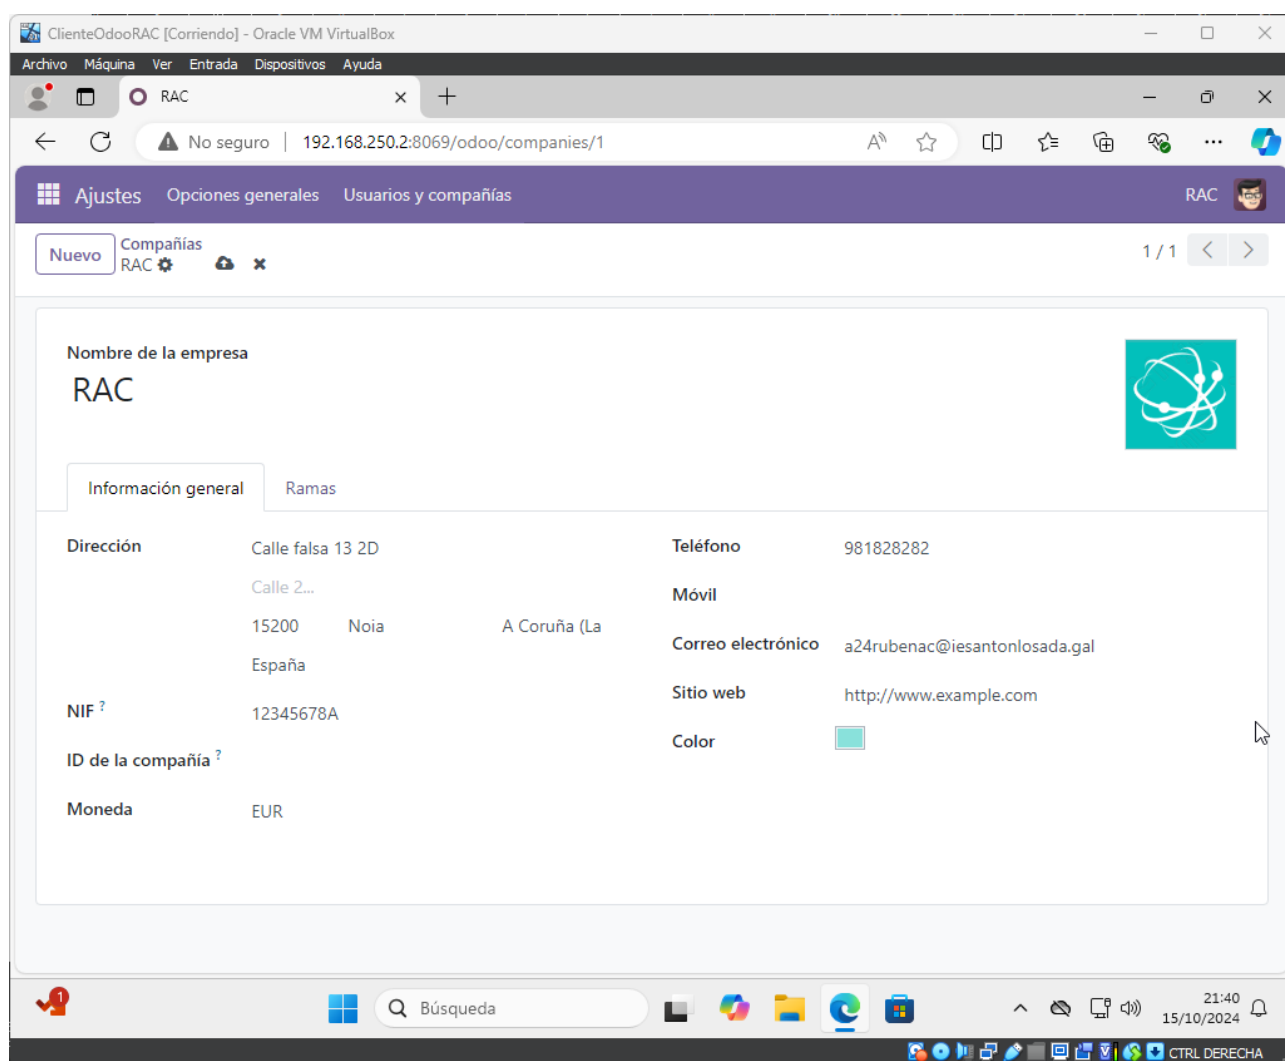 ClienteOdooRAC [Corriendo] - Oracle VM VirtualBox
Archivo Máquina Ver Entrada Dispositivos Ayuda
RAC
No seguro | 192.168.250.2:8069/odoo/companies/1
Ajustes Opciones generales Usuarios y compañías RAC
Nuevo Compañías
RAC
1 / 1
Nombre de la empresa
RAC
Información general Ramas
Dirección Calle falsa 13 2D
Calle 2...
15200 Noia A Coruña (La
España
NIF ? 12345678A
ID de la compañía ?
Moneda EUR
Teléfono 981828282
Móvil
Correo electrónico a24rubenac@iesantonlosada.gal
Sitio web http://www.example.com
Color
1
Búsqueda
21:40
15/10/2024
CTRL DERECHA